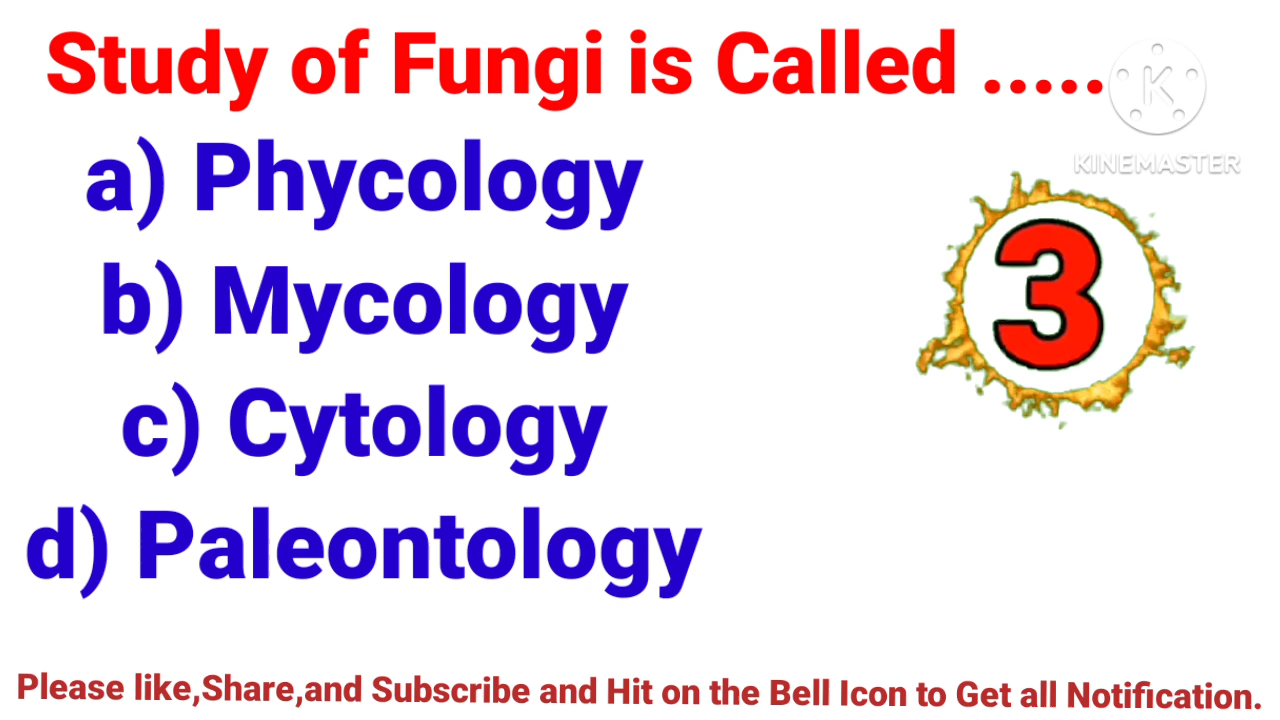 Study of Fungi is Called .....
KINEMASTER
a) Phycology
b) Mycology
3
c) Cytology
d) Paleontology
Please like,Share,and Subscribe and Hit on the Bell Icon to Get all Notification.